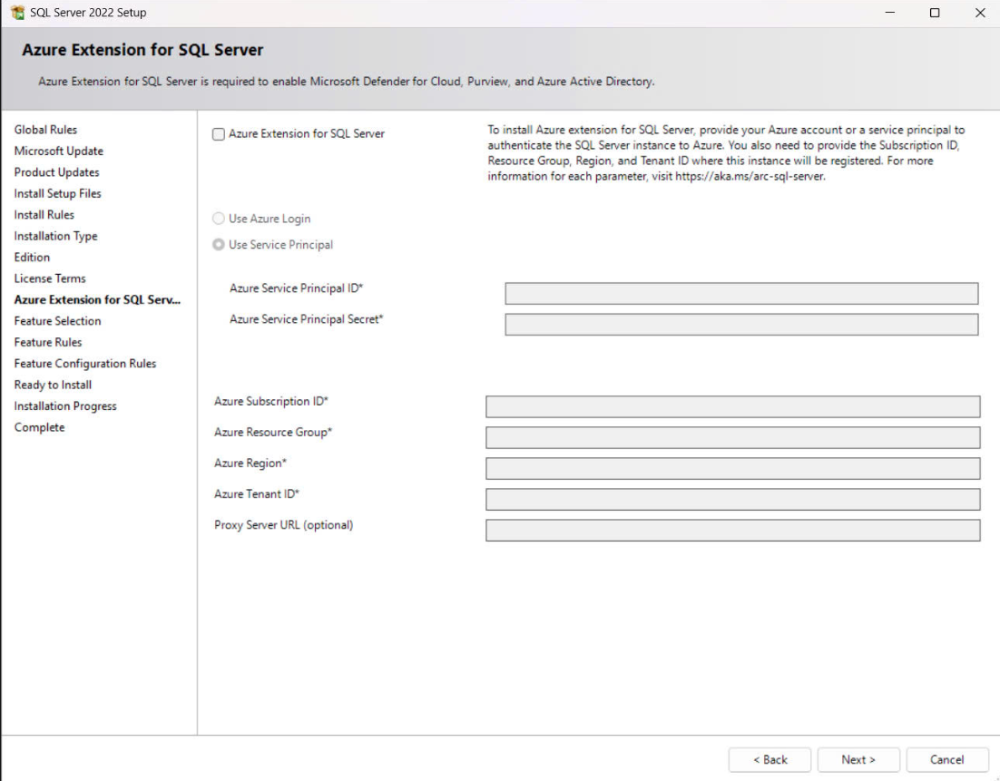 SQL Server 2022 Setup
Azure Extension for SQL Server
Azure Extension for SQL Server is required to enable Microsoft Defender for Cloud, Purview, and Azure Active Directory.
Global Rules
Microsoft Update
Product Updates
Install Setup Files
Install Rules
Installation Type
Edition
License Terms
Azure Extension for SQL Serv...
Feature Selection
Feature Rules
Feature Configuration Rules
Ready to Install
Installation Progress
Complete
Azure Extension for SQL Server
To install Azure extension for SQL Server, provide your Azure account or a service principal to
authenticate the SQL Server instance to Azure. You also need to provide the Subscription ID,
Resource Group, Region, and Tenant ID where this instance will be registered. For more
information for each parameter, visit https://aka.ms/arc-sql-server.
Use Azure Login
Use Service Principal
Azure Service Principal ID*
Azure Service Principal Secret*
Azure Subscription ID*
Azure Resource Group*
Azure Region*
Azure Tenant ID*
Proxy Server URL (optional)
< Back
Next >
Cancel